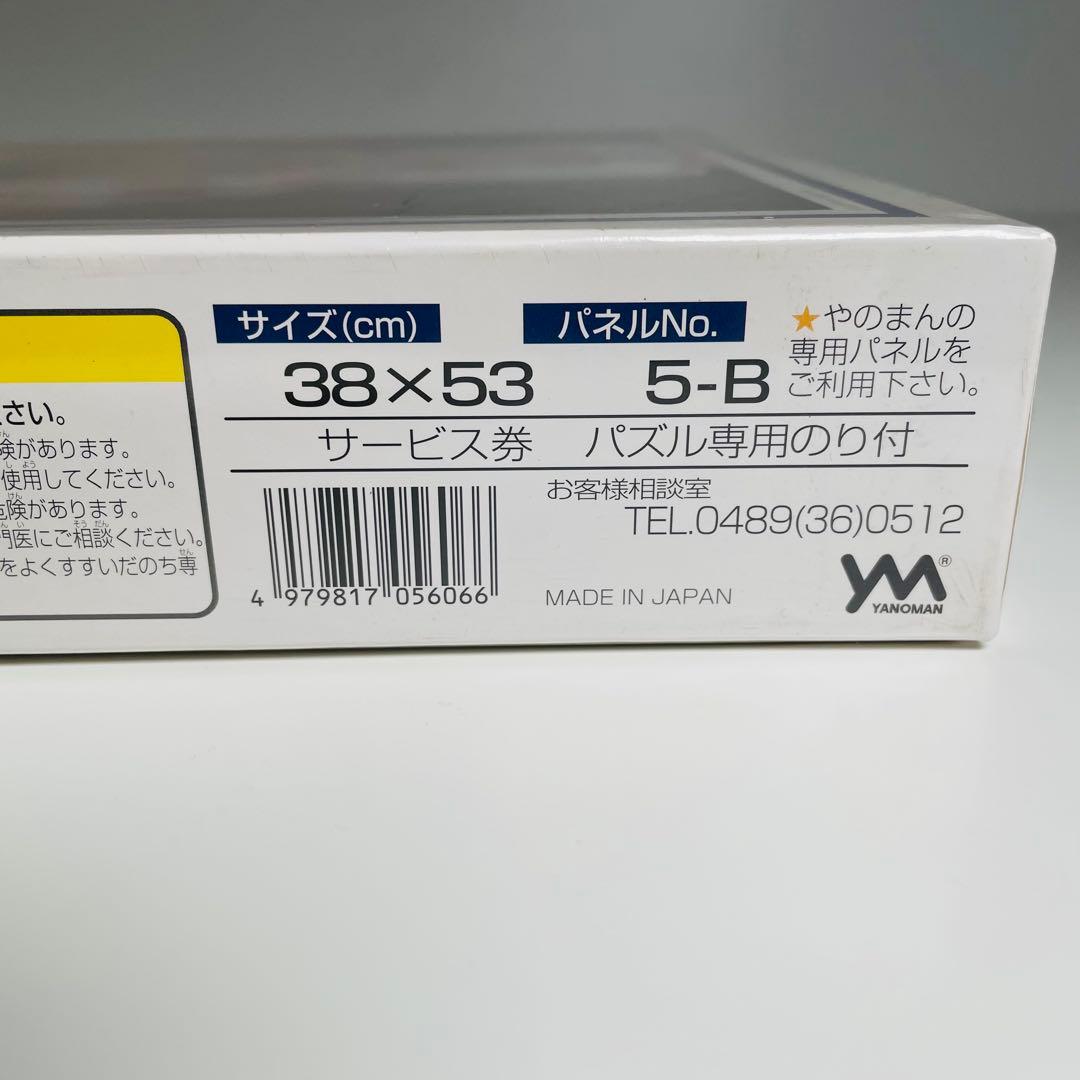 さい。
険があります。
使用してください。
危険があります。
門医にご相談ください。
をよくすすいだのち専
サイズ(cm)
38×53
パネルNo.
5-B
★やのまんの
専用パネルを
ご利用下さい。
サービス券 パズル専用のり付
お客様相談室
TEL.0489(36)0512
4 979817 056066
MADE IN JAPAN
YM®
YANOMAN